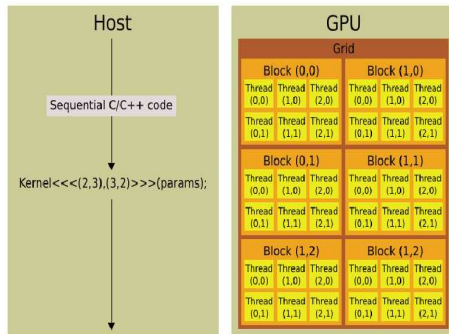 Host
Sequential C/C++ code
Kernel<<<(2,3),(3,2)>>>(params);
GPU
Grid
Block (0,0)
Thread Thread Thread
(0,0) (1,0) (2,0)
Thread Thread Thread
(0,1) (1,1) (2,1)
Block (1,0)
Thread Thread Thread
(0,0) (1,0) (2,0)
Thread Thread Thread
(0,1) (1,1) (2,1)
Block (0,1)
Thread Thread Thread
(0,0) (1,0) (2,0)
Thread Thread Thread
(0,1) (1,1) (2,1)
Block (1,1)
Thread Thread Thread
(0,0) (1,0) (2,0)
Thread Thread Thread
(0,1) (1,1) (2,1)
Block (1,2)
Thread Thread Thread
(0,0) (1,0) (2,0)
Thread Thread Thread
(0,1) (1,1) (2,1)
Block (1,2)
Thread Thread Thread
(0,0) (1,0) (2,0)
Thread Thread Thread
(0,1) (1,1) (2,1)